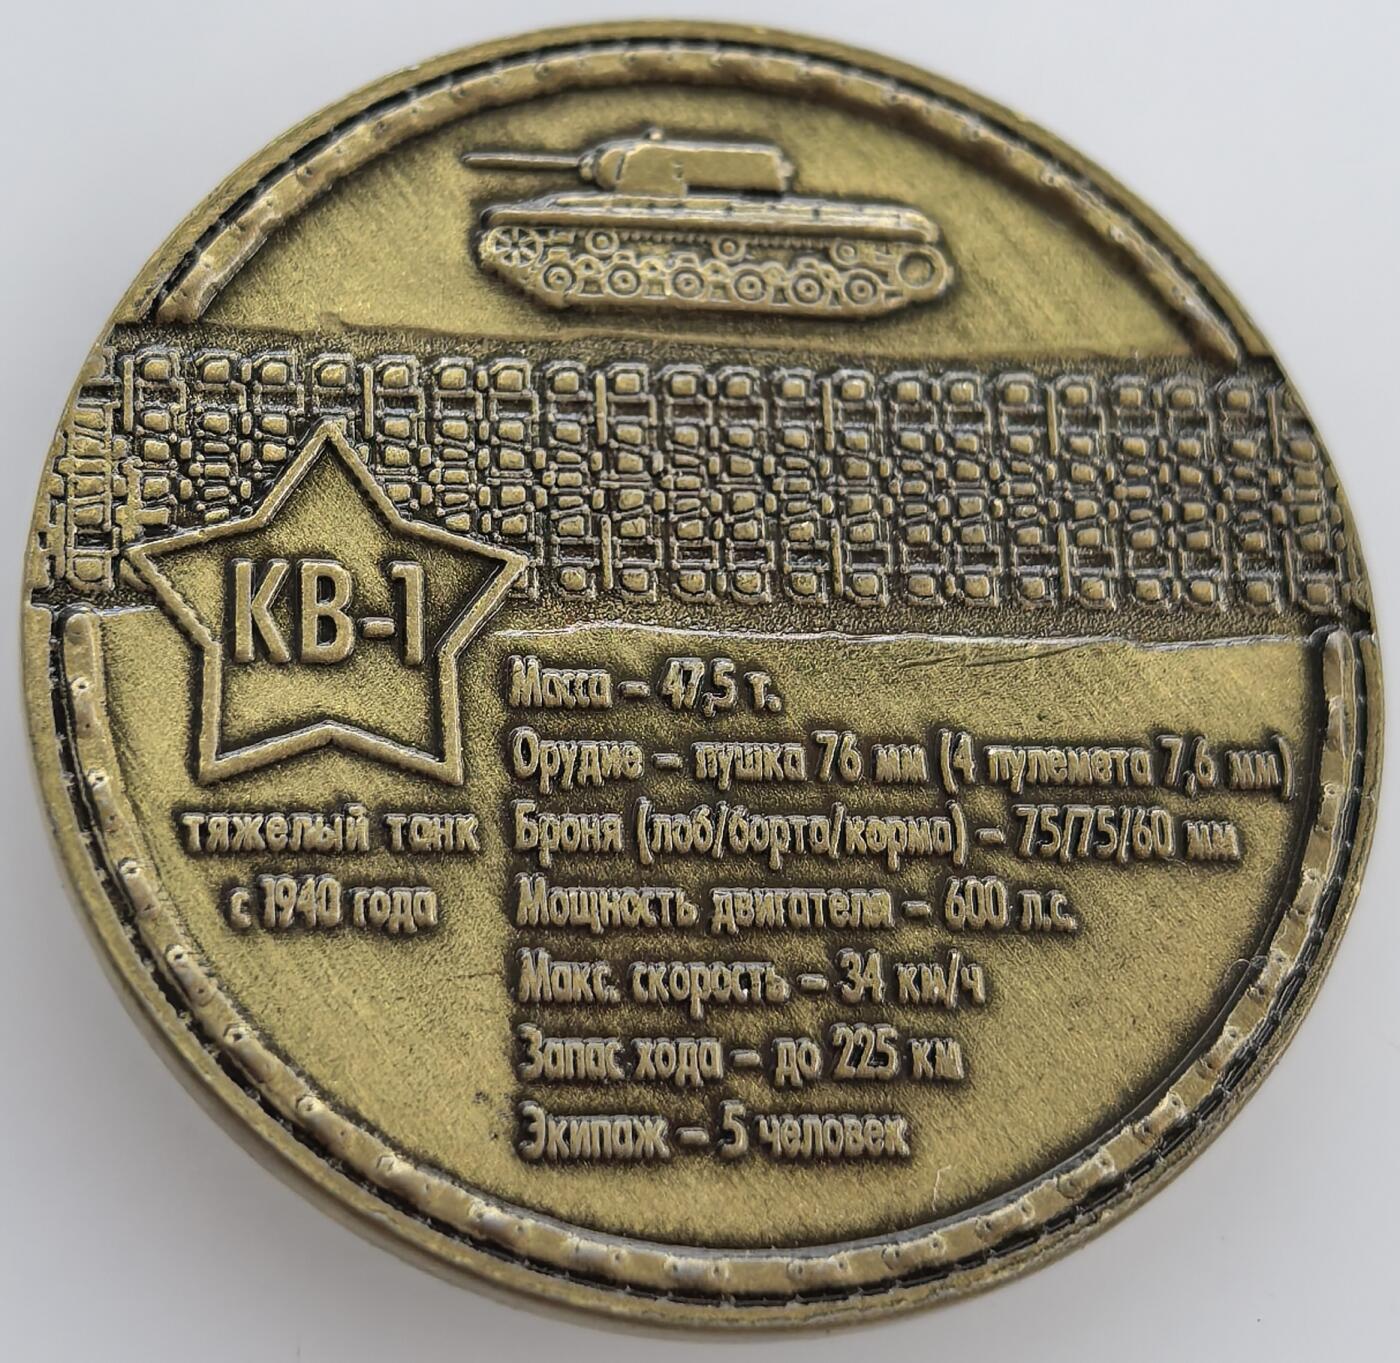 КВ-1
тяжелый танк
с 1940 года
Масса – 47,5 т.
Орудие – пушка 76 мм (4 пулемета 7,6 мм)
Броня (лоб/борта/корма) – 75/75/60 мм
Мощность двигателя – 600 л.с.
Макс. скорость – 34 км/ч
Запас хода – до 225 км
Экипаж – 5 человек